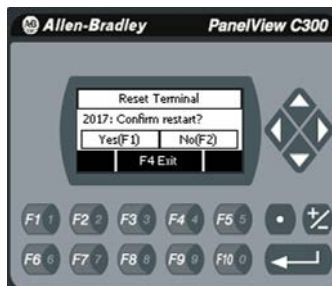 AB Allen-Bradley PanelView C300
Reset Terminal
2017: Confirm restart?
Yes(F1) No(F2)
F4 Exit
F1 1 F2 2 F3 3 F4 4 F5 5 . +/-
F6 6 F7 7 F8 8 F9 9 F10 0